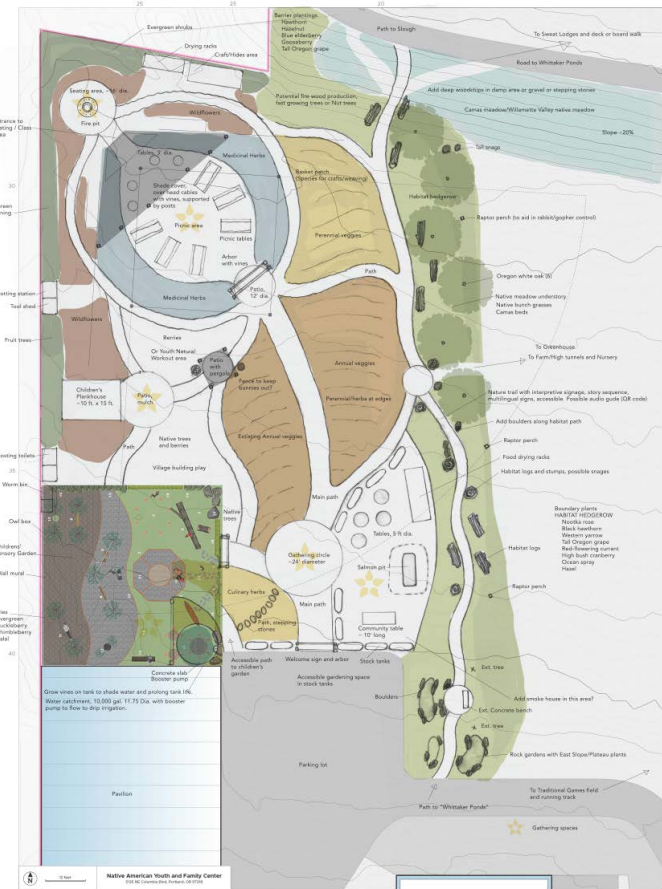 20
25
Evergreen shrubs
Drying racks
Craft/Hides area
Barrier plantings
Hawthorn
Hazelnut
Blue elderberry
Gooseberry
Tall Oregon grape
Path to Slough
To Sweat Lodges and deck or board walk
Road to Whittaker Ponde
Seating area, ~16' dia.
Fire pit
Potential fire wood production,
fast growing trees or Nut trees
Add deep woodchips in damp area or gravel or stepping stones
Camas meadow/Willamette Valley native meadow
Slope ~20%
Wildflowers
Tables, 3' dia.
Medicinal Herbs
Tall snags
Shade cover,
over head cables
with vines, supported
by posts
Basket patch
(Species for crafts/weaving)
Habitat hedgerow
30
Picnic area
Picnic tables
Perennial veggies
Raptor perch (to aid in rabbit/gopher control)
Arbor
with vines
Path
Oregon white oak (6)
Patio,
12' dia.
Medicinal Herbs
Native meadow understory
Native bunch grasses
Camas beds
Tool shed
Wildflowers
Berries
Fruit trees
Or Youth Natural
Workout area
Patio
with
pergola
Annual veggies
To Greenhouse
To Farm/High tunnels and Nursery
Fence to keep
bunnies out?
Children's
Plankhouse
~10 ft. x 15 ft.
Patio,
mulch
Perennial/herbs at edges
Nature trail with interpretive signage, story sequence,
multilingual signs, accessible. Possible audio guide (QR code)
Add boulders along habitat path
Existing Annual veggies
Path
Native trees
and berries
Raptor perch
Food drying racks
Village building play
Habitat logs and stumps, possible snages
35
Worm bin
Main path
Owl box
Native
trees
Tables, 5 ft dia.
Boundary plants
HABITAT HEDGEROW
Nootka rose
Black hawthorn
Western yarrow
Tall Oregon grape
Red-flowering currant
High bush cranberry
Ocean spray
Hazel
Gathering circle
~24' diameter
Habitat logs
Salmon pit
Culinary herbs
Raptor perch
Main path
Path, stepping
stones
Community table
~ 10' long
40
Concrete slab
Booster pump
Accessible path
to children's
garden
Welcome sign and arbor
Stock tanks
Ext. tree
Accessible gardening space
in stock tanks
Grow vines on tank to shade water and prolong tank life.
Water catchment, 10,000 gal. 11.75 Dia. with booster
pump to flow to drip irrigation.
Boulders
Add smoke house in this area?
Ext. Concrete bench
Ext. tree
Rock gardens with East Slope/Plateau plants
Parking lot
Pavilion
To Traditional Games field
and running track
Path to "Whittaker Ponde"
Gathering spaces
N
Native American Youth and Family Center